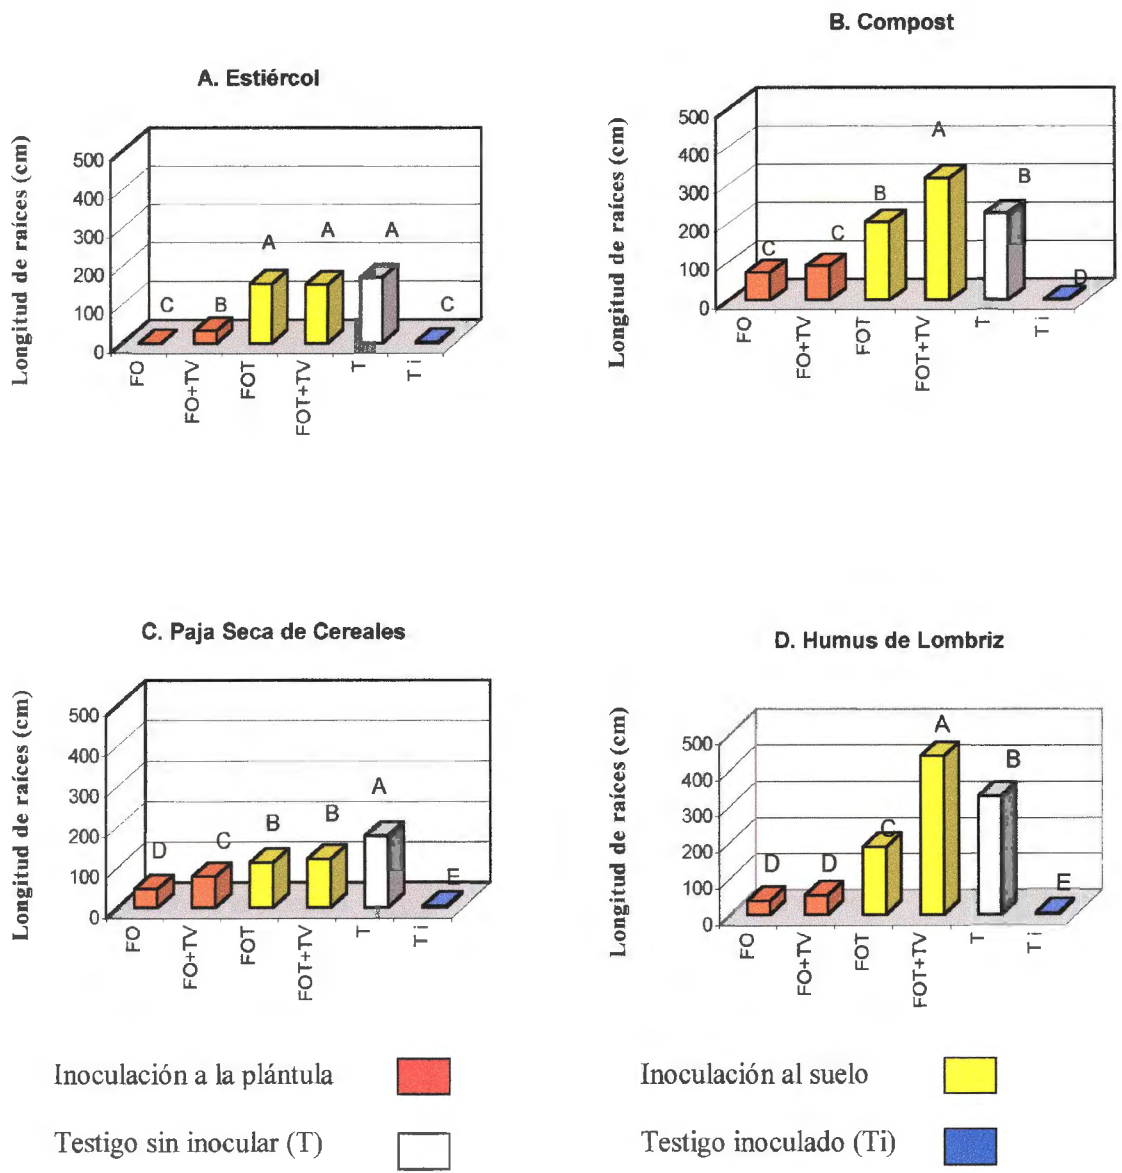 A. Estiércol
Longitud de raíces (cm)
500
400
300
200
100
0
C
B
A
A
A
C
FO
FO+TV
FOT
FOT+TV
T
Ti
B. Compost
Longitud de raíces (cm)
500
400
300
200
100
0
C
C
B
A
B
D
FO
FO+TV
FOT
FOT+TV
T
Ti
C. Paja Seca de Cereales
Longitud de raíces (cm)
500
400
300
200
100
0
D
C
B
B
A
E
FO
FO+TV
FOT
FOT+TV
T
Ti
D. Humus de Lombriz
Longitud de raíces (cm)
500
400
300
200
100
0
D
D
C
A
B
E
FO
FO+TV
FOT
FOT+TV
T
Ti
Inoculación a la plántula
Inoculación al suelo
Testigo sin inocular (T)
Testigo inoculado (Ti)